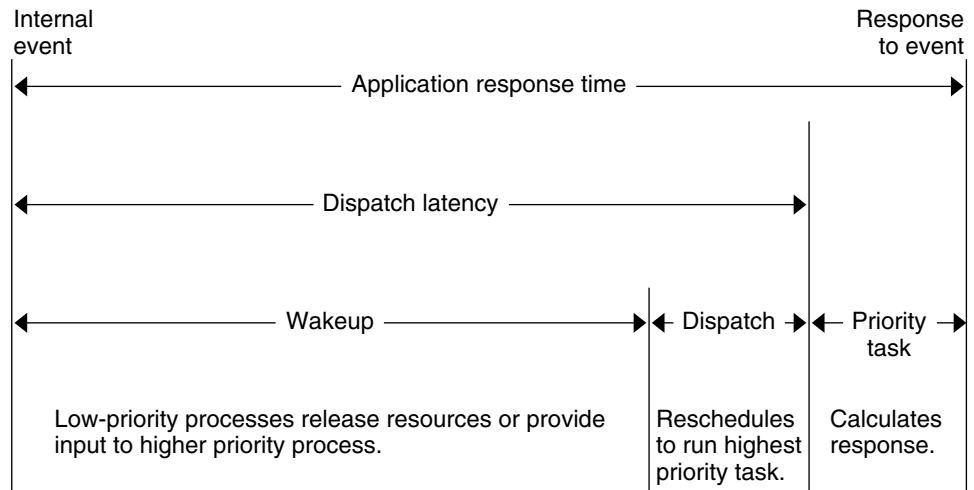 Internal
event
Response
to event
Application response time
Dispatch latency
Wakeup
Dispatch
Priority
task
Low-priority processes release resources or provide
input to higher priority process.
Reschedules
to run highest
priority task.
Calculates
response.